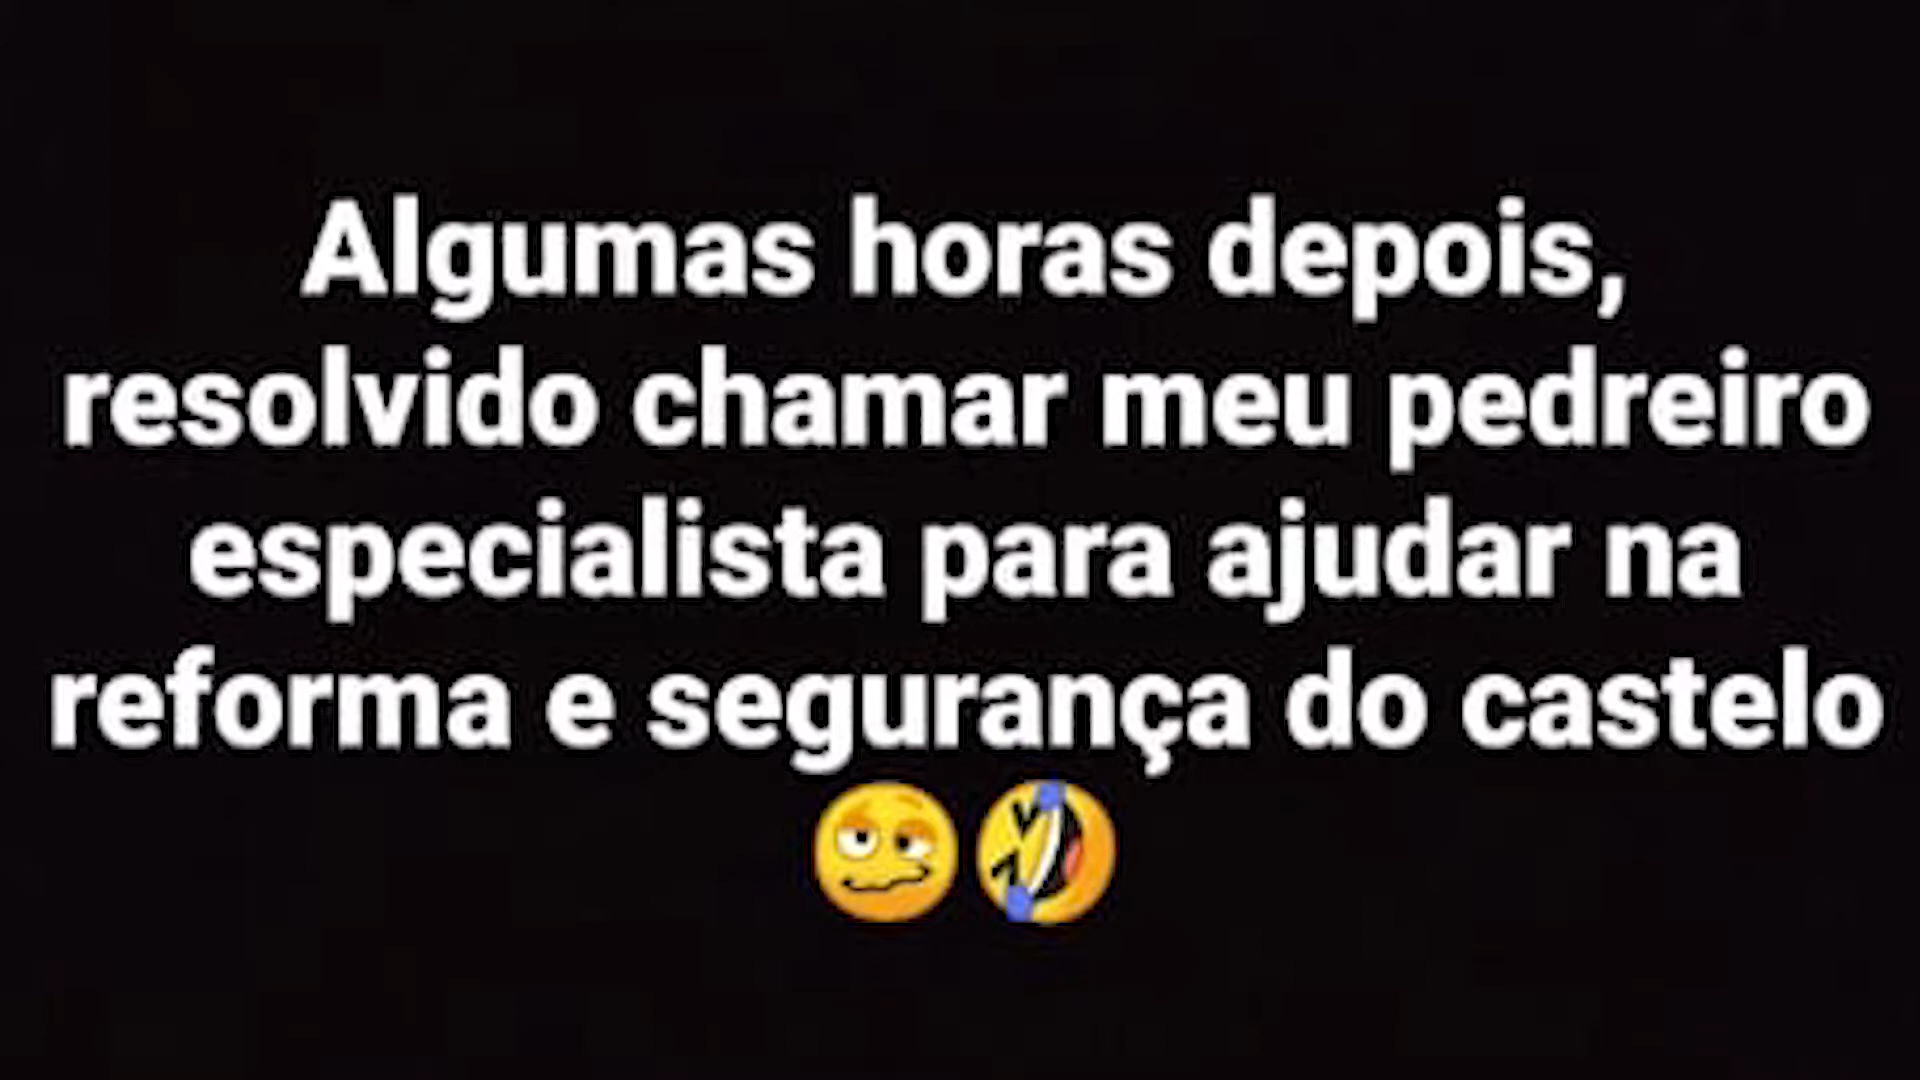 Algumas horas depois,
resolvido chamar meu pedreiro
especialista para ajudar na
reforma e segurança do castelo
🥴🤣